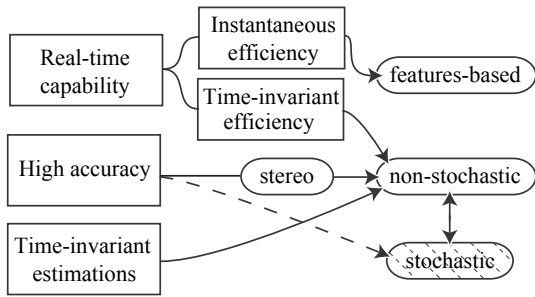 Real-time
capability
Instantaneous
efficiency
features-based
Time-invariant
efficiency
High accuracy
stereo
non-stochastic
Time-invariant
estimations
stochastic